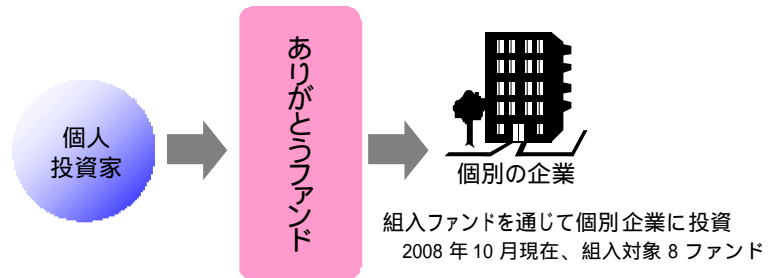 個人
投資家
ありがとうファンド
個別の企業
組入ファンドを通じて個別企業に投資
2008 年 10 月現在、組入対象 8 ファンド